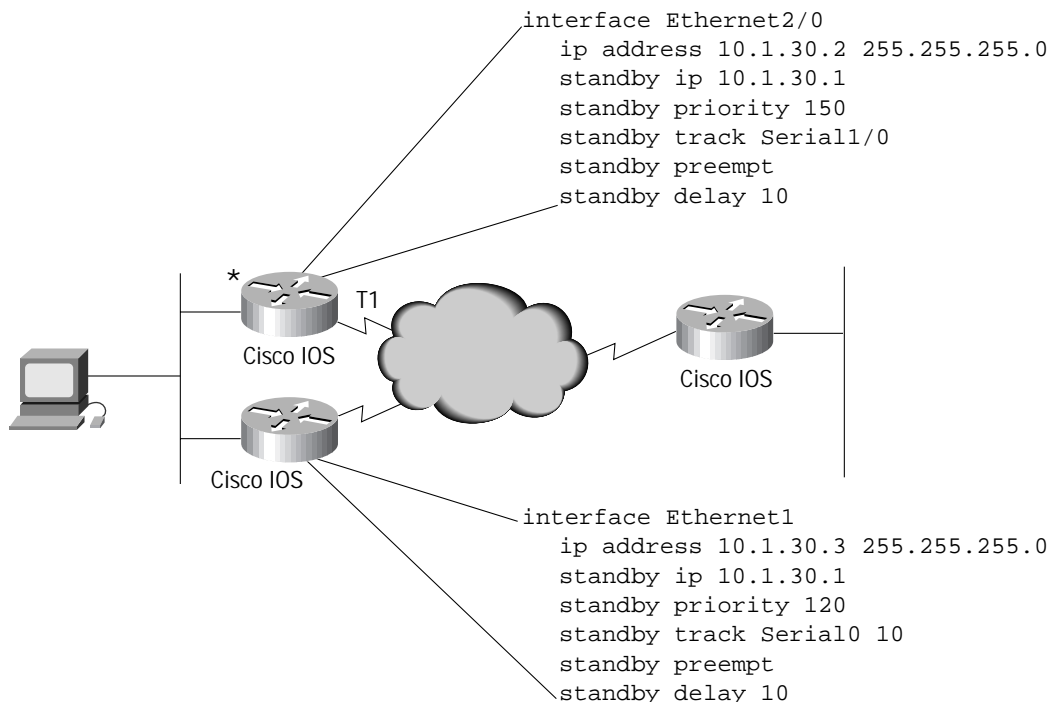 interface Ethernet2/0
ip address 10.1.30.2 255.255.255.0
standby ip 10.1.30.1
standby priority 150
standby track Serial1/0
standby preempt
standby delay 10
*
T1
Cisco IOS
Cisco IOS
Cisco IOS
interface Ethernet1
ip address 10.1.30.3 255.255.255.0
standby ip 10.1.30.1
standby priority 120
standby track Serial0 10
standby preempt
standby delay 10